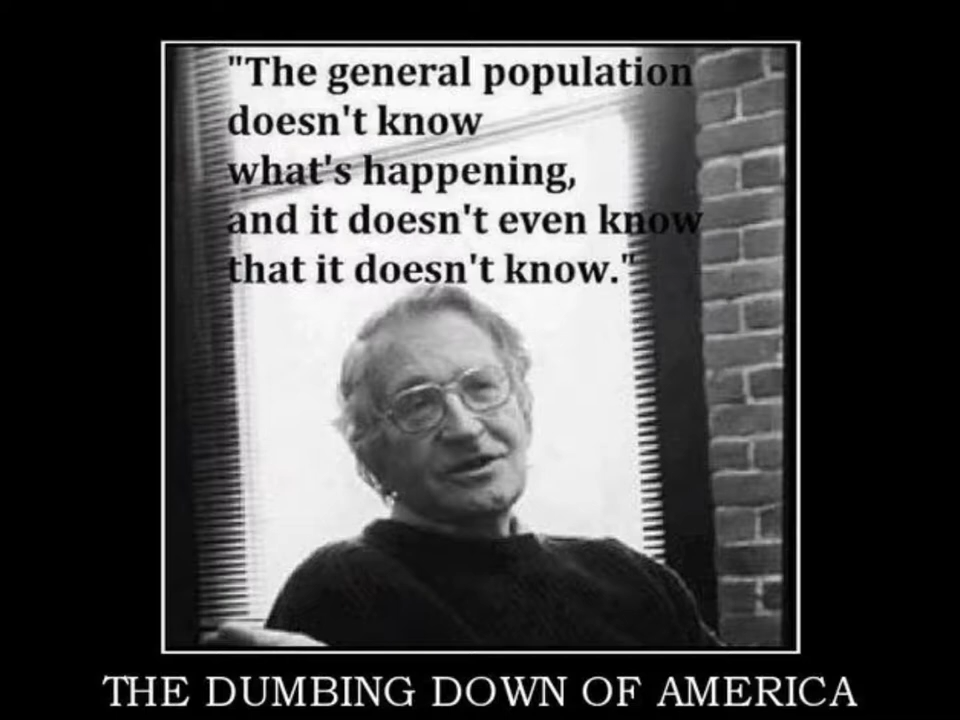 "The general population
doesn't know
what's happening,
and it doesn't even know
that it doesn't know."
THE DUMBING DOWN OF AMERICA